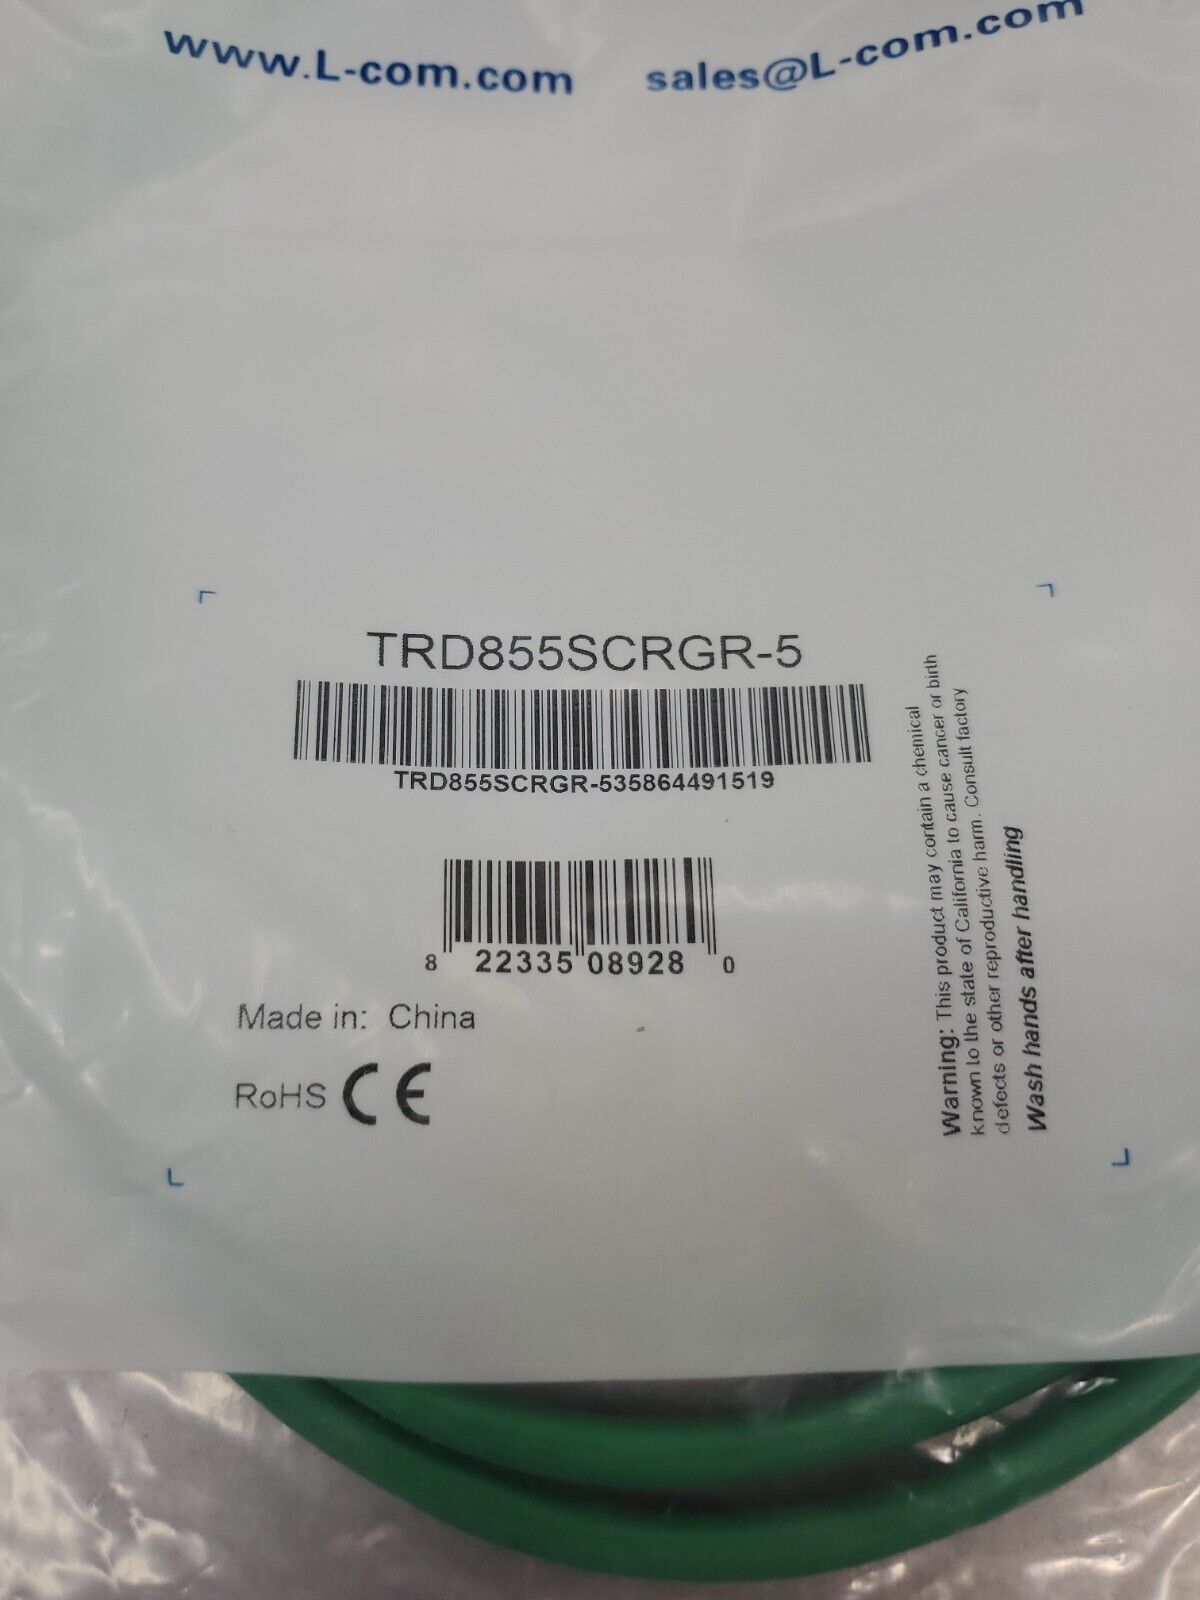 www.L-com.com sales@L-com.com
TRD855SCRGR-5
TRD855SCRGR-535864491519
8 22335 08928 0
Made in: China
RoHS CE
Warning: This product may contain a chemical
known to the state of California to cause cancer or birth
defects or other reproductive harm. Consult factory
Wash hands after handling